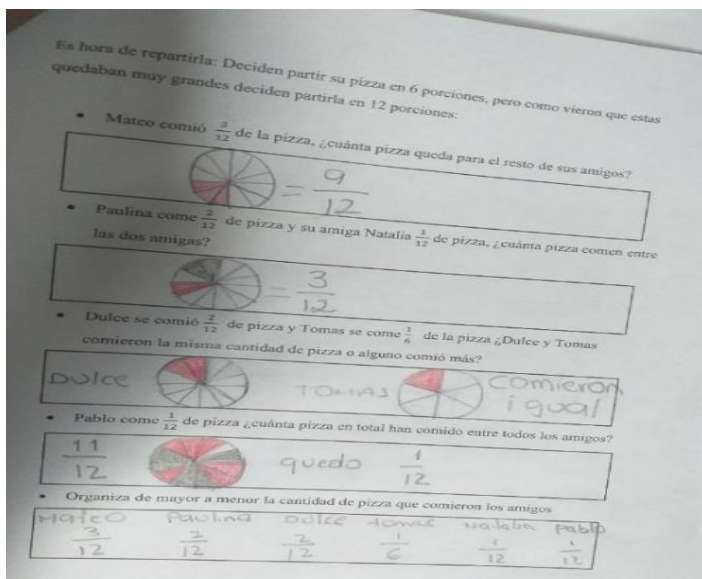 Es hora de repartirla: Deciden partir su pizza en 6 porciones, pero como vieron que estas
quedaban muy grandes deciden partirla en 12 porciones:
• Mateo comió 3/12 de la pizza, ¿cuánta pizza queda para el resto de sus amigos?
= 9/12
• Paulina come 2/12 de pizza y su amiga Natalia 1/12 de pizza, ¿cuánta pizza comen entre
las dos amigas?
= 3/12
• Dulce se comió 2/12 de pizza y Tomas se come 1/6 de la pizza ¿Dulce y Tomas
comieron la misma cantidad de pizza o alguno comió más?
DUlce TOMAS comieron
igual
• Pablo come 1/12 de pizza ¿cuánta pizza en total han comido entre todos los amigos?
11/12 quedo 1/12
• Organiza de mayor a menor la cantidad de pizza que comieron los amigos
Mateo Paulina Dulce tomas Natalia pablo
3/12 2/12 2/12 1/6 1/12 1/12